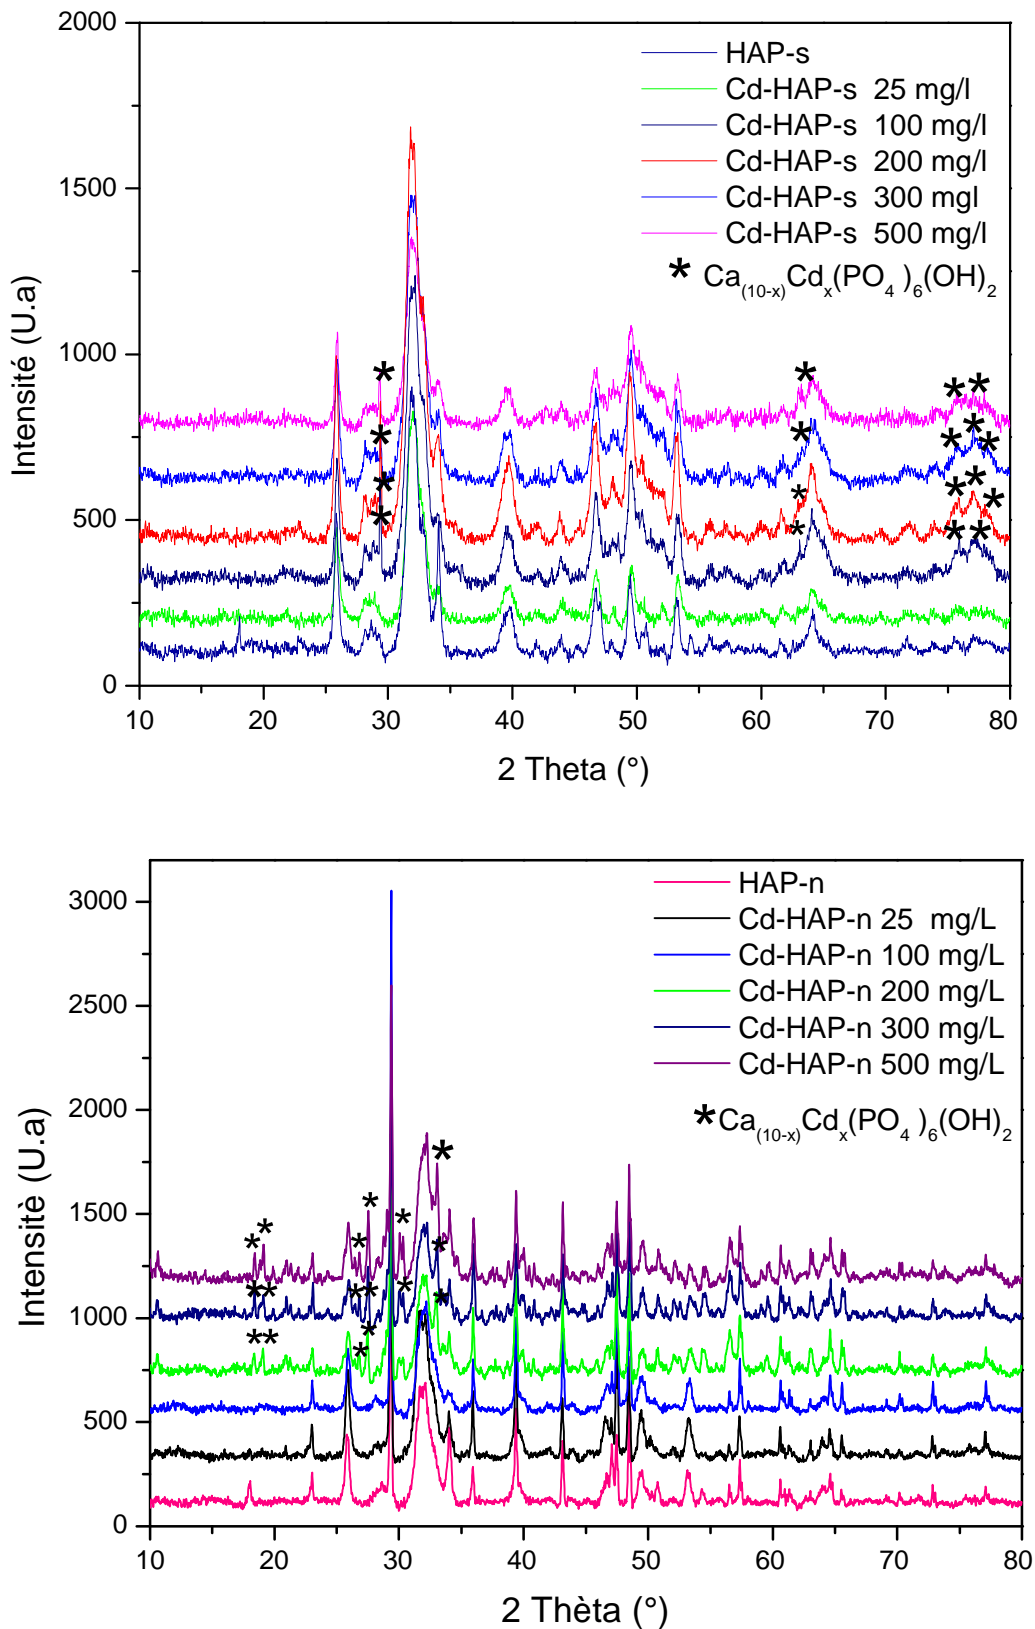 2000
1500
1000
500
0
Intensité (U.a)
HAP-s
Cd-HAP-s 25 mg/l
Cd-HAP-s 100 mg/l
Cd-HAP-s 200 mg/l
Cd-HAP-s 300 mgl
Cd-HAP-s 500 mg/l
* Ca(10-x)Cdx(PO4 )6(OH)2
10 20 30 40 50 60 70 80
2 Theta (°)
3000
2500
2000
1500
1000
500
0
Intensitè (U.a)
HAP-n
Cd-HAP-n 25 mg/L
Cd-HAP-n 100 mg/L
Cd-HAP-n 200 mg/L
Cd-HAP-n 300 mg/L
Cd-HAP-n 500 mg/L
*Ca(10-x)Cdx(PO4 )6(OH)2
10 20 30 40 50 60 70 80
2 Thèta (°)